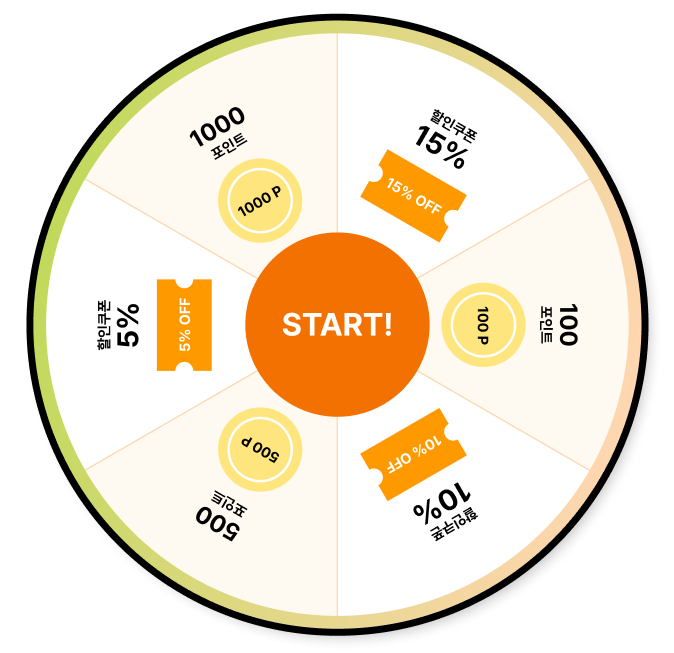 할인쿠폰
15%
15% OFF
100
포인트
100 P
10%
할인쿠폰
10% OFF
500
포인트
500 P
할인쿠폰
5%
5% OFF
1000
포인트
1000 P
START!